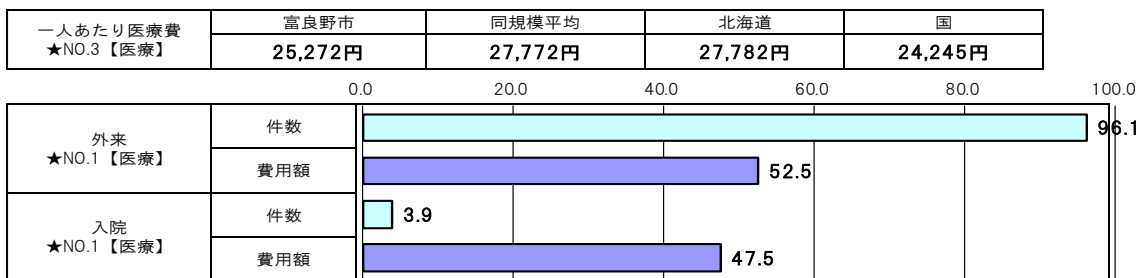 一人あたり医療費
★NO.3【医療】
富良野市 同規模平均 北海道 国
25,272円 27,772円 27,782円 24,245円
0.0 20.0 40.0 60.0 80.0 100.0
外来
★NO.1【医療】
件数 96.1
費用額 52.5
入院
★NO.1【医療】
件数 3.9
費用額 47.5